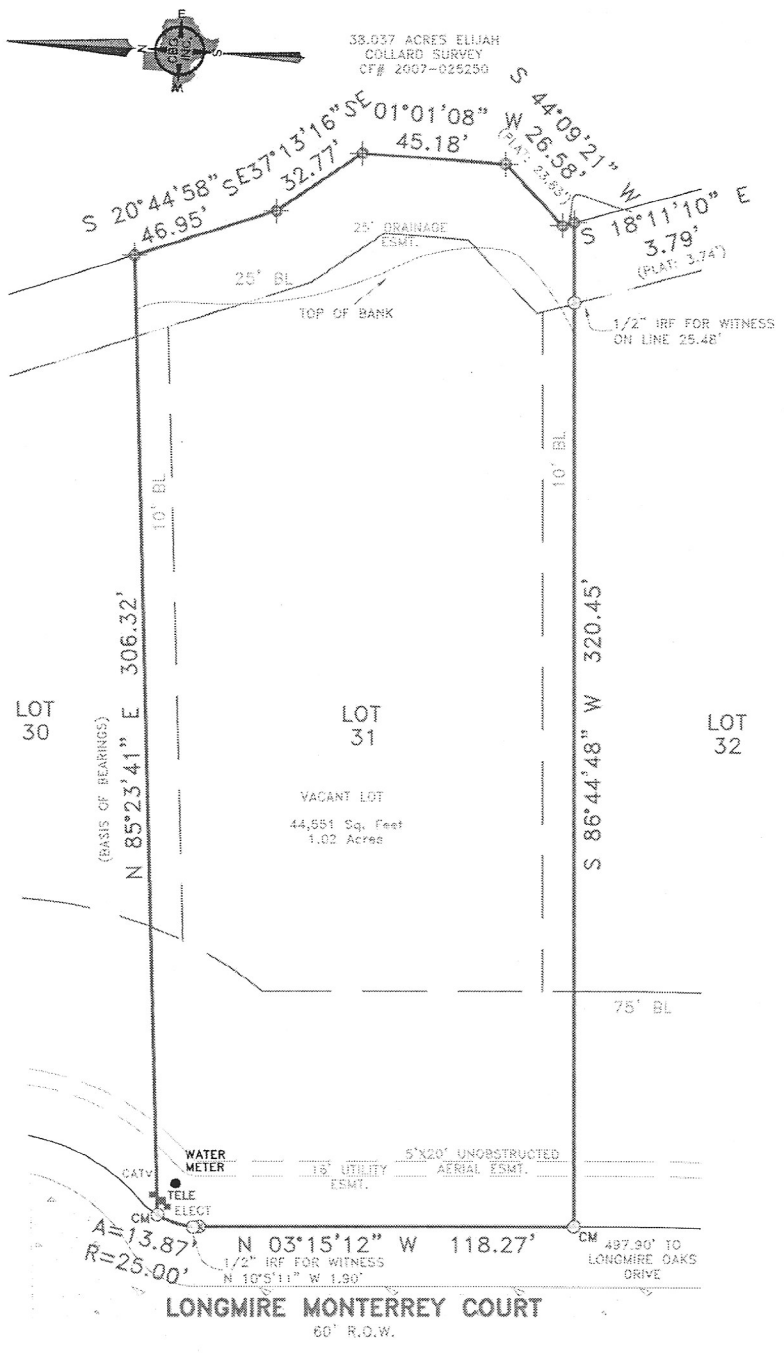 E
N
CBG
INC.
S
W
38.037 ACRES ELIJAH
COLLARD SURVEY
CF# 2007-025250
S 20°44'58" E
46.95'
S 37°13'16" E
32.77'
S 01°01'08" W
45.18'
S 44°09'21" W
26.58'
(PLAT: 23.63')
S 18°11'10" E
3.79'
(PLAT: 3.74')
25' DRAINAGE
ESMT.
25' BL
TOP OF BANK
1/2" IRF FOR WITNESS
ON LINE 25.48'
10' BL
10' BL
N 85°23'41" E 306.32'
(BASIS OF BEARINGS)
S 86°44'48" W 320.45'
LOT
30
LOT
31
LOT
32
VACANT LOT
44,551 Sq. Feet
1.02 Acres
75' BL
WATER
METER
5'X20' UNOBSTRUCTED
AERIAL ESMT.
16' UTILITY
ESMT.
CATV
TELE
ELECT
CM
A=13.87'
R=25.00'
N 03°15'12" W 118.27'
CM
1/2" IRF FOR WITNESS
N 10°5'11" W 1.90'
497.90' TO
LONGMIRE OAKS
DRIVE
LONGMIRE MONTERREY COURT
60' R.O.W.